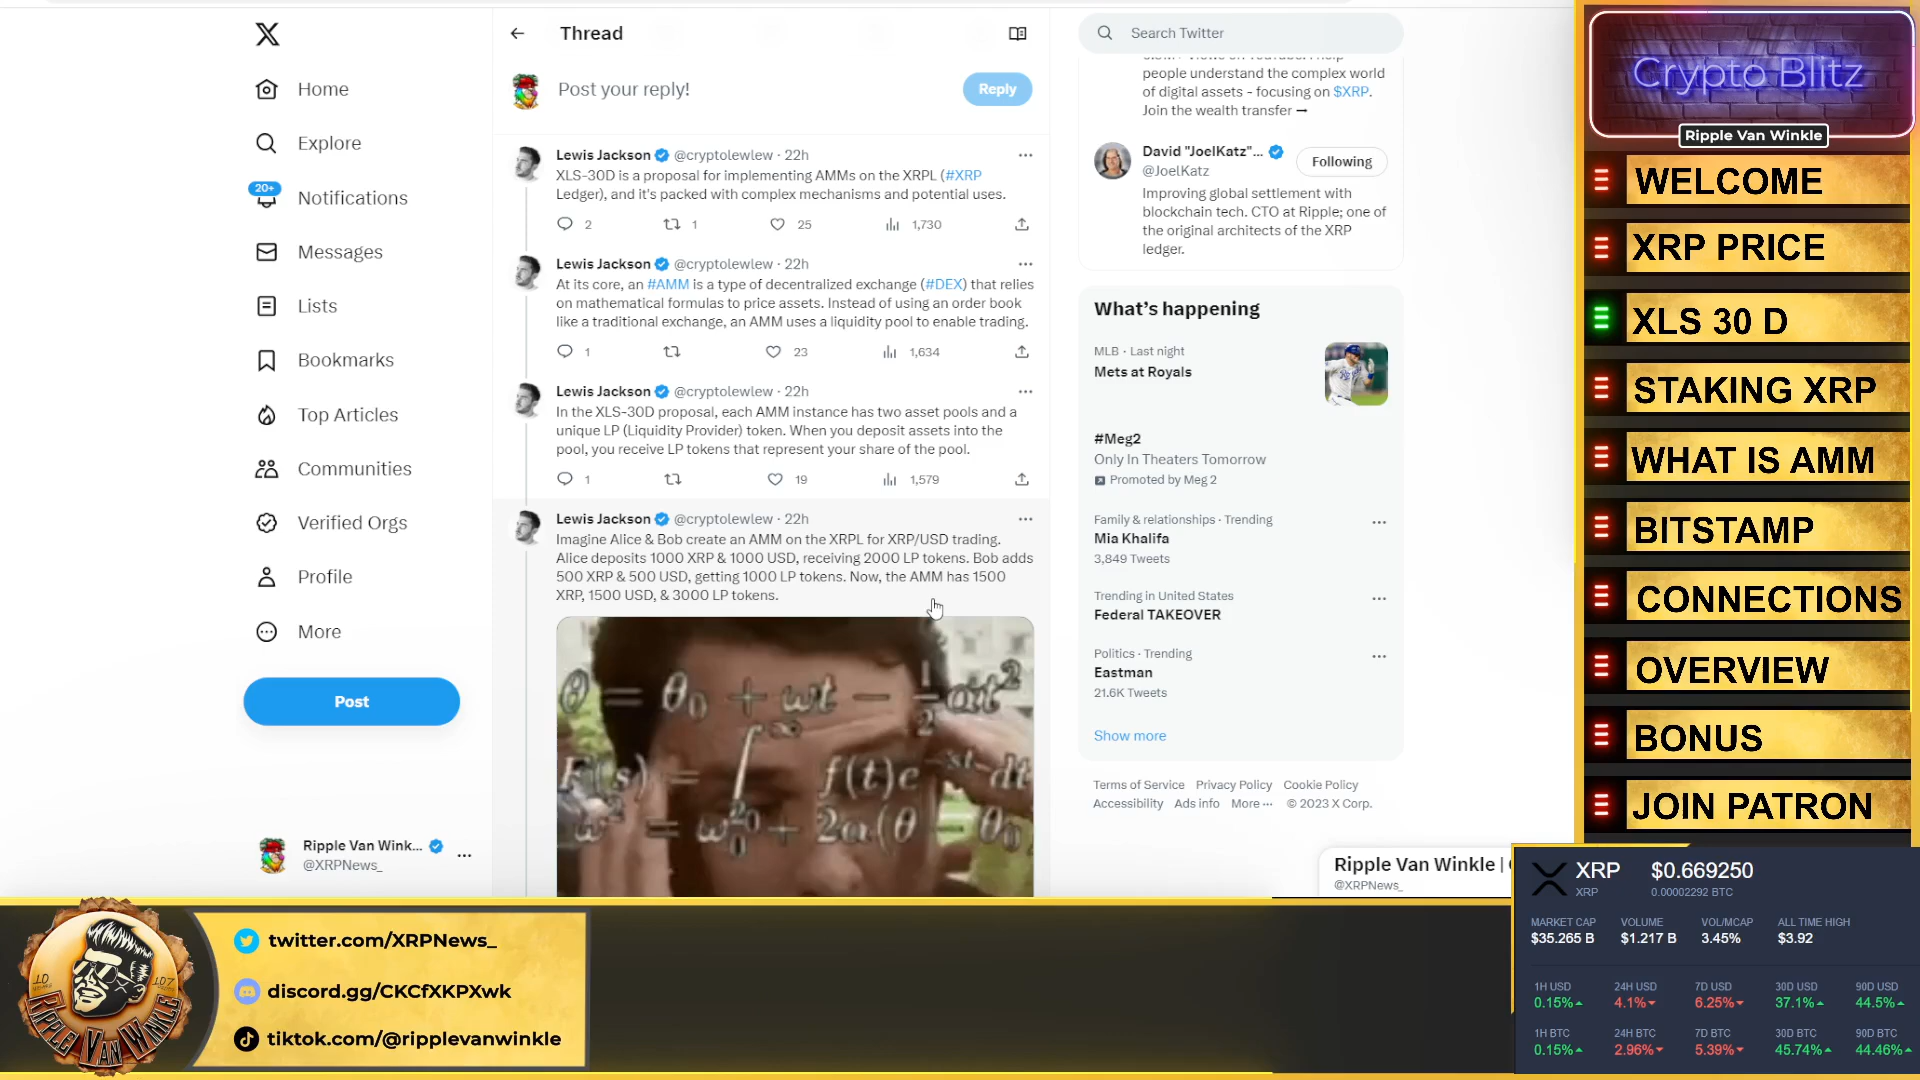 Home
Explore
20+
Notifications
Messages
Lists
Bookmarks
Top Articles
Communities
Verified Orgs
Profile
More
Post
Ripple Van Wink...
@XRPNews_
Thread
Post your reply!
Reply
Lewis Jackson @cryptolewlew · 22h
XLS-30D is a proposal for implementing AMMs on the XRPL (#XRP
Ledger), and it's packed with complex mechanisms and potential uses.
2 1 25 1,730
Lewis Jackson @cryptolewlew · 22h
At its core, an #AMM is a type of decentralized exchange (#DEX) that relies
on mathematical formulas to price assets. Instead of using an order book
like a traditional exchange, an AMM uses a liquidity pool to enable trading.
1 23 1,634
Lewis Jackson @cryptolewlew · 22h
In the XLS-30D proposal, each AMM instance has two asset pools and a
unique LP (Liquidity Provider) token. When you deposit assets into the
pool, you receive LP tokens that represent your share of the pool.
1 19 1,579
Lewis Jackson @cryptolewlew · 22h
Imagine Alice & Bob create an AMM on the XRPL for XRP/USD trading.
Alice deposits 1000 XRP & 1000 USD, receiving 2000 LP tokens. Bob adds
500 XRP & 500 USD, getting 1000 LP tokens. Now, the AMM has 1500
XRP, 1500 USD, & 3000 LP tokens.
Search Twitter
people understand the complex world
of digital assets - focusing on $XRP.
Join the wealth transfer →
David "JoelKatz"...
@JoelKatz
Following
Improving global settlement with
blockchain tech. CTO at Ripple; one of
the original architects of the XRP
ledger.
What's happening
MLB · Last night
Mets at Royals
#Meg2
Only In Theaters Tomorrow
Promoted by Meg 2
Family & relationships · Trending
Mia Khalifa
3,849 Tweets
Trending in United States
Federal TAKEOVER
Politics · Trending
Eastman
21.6K Tweets
Show more
Terms of Service Privacy Policy Cookie Policy
Accessibility Ads info More ··· © 2023 X Corp.
Ripple Van Winkle |
@XRPNews_
Crypto Blitz
Ripple Van Winkle
WELCOME
XRP PRICE
XLS 30 D
STAKING XRP
WHAT IS AMM
BITSTAMP
CONNECTIONS
OVERVIEW
BONUS
JOIN PATRON
XRP $0.669250
XRP 0.00002292 BTC
MARKET CAP VOLUME VOL/MCAP ALL TIME HIGH
$35.265 B $1.217 B 3.45% $3.92
1H USD 24H USD 7D USD 30D USD 90D USD
0.15% 4.1% 6.25% 37.1% 44.5%
1H BTC 24H BTC 7D BTC 30D BTC 90D BTC
0.15% 2.96% 5.39% 45.74% 44.46%
RIPPLE VAN WINKLE
twitter.com/XRPNews_
discord.gg/CKCfXKPXwk
tiktok.com/@ripplevanwinkle